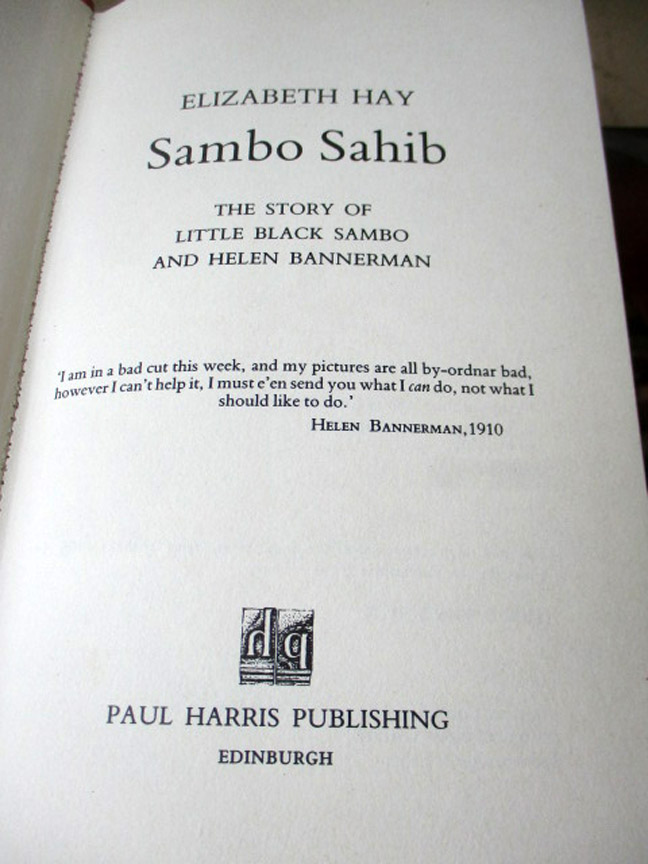 ELIZABETH HAY
Sambo Sahib
THE STORY OF
LITTLE BLACK SAMBO
AND HELEN BANNERMAN
'I am in a bad cut this week, and my pictures are all by-ordnar bad,
however I can't help it, I must e'en send you what I can do, not what I
should like to do.'
HELEN BANNERMAN, 1910
PAUL HARRIS PUBLISHING
EDINBURGH